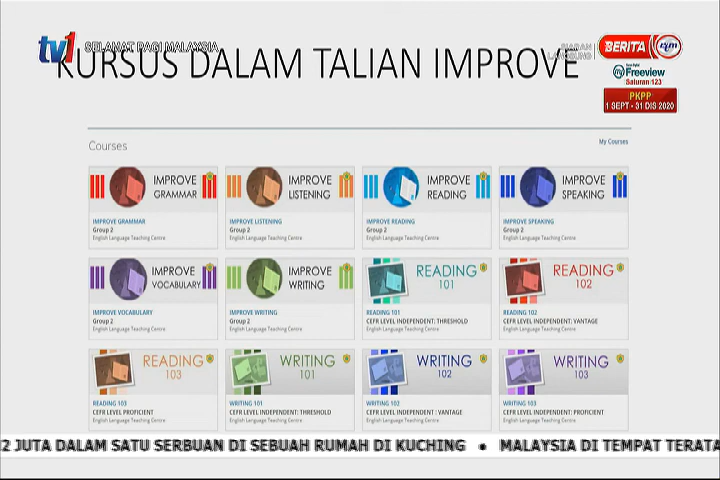 tv1 SELAMAT PAGI MALAYSIA
SIARAN LANGSUNG
BERITA rtm
myFreeview
Saluran 123
PKPP
1 SEPT - 31 DIS 2020
KURSUS DALAM TALIAN IMPROVE
Courses
My Courses
IMPROVE GRAMMAR
IMPROVE GRAMMAR
Group 2
English Language Teaching Centre
IMPROVE LISTENING
IMPROVE LISTENING
Group 2
English Language Teaching Centre
IMPROVE READING
IMPROVE READING
Group 2
English Language Teaching Centre
IMPROVE SPEAKING
IMPROVE SPEAKING
Group 2
English Language Teaching Centre
IMPROVE VOCABULARY
IMPROVE VOCABULARY
Group 2
English Language Teaching Centre
IMPROVE WRITING
IMPROVE WRITING
Group 2
English Language Teaching Centre
READING 101
READING 101
CEFR LEVEL INDEPENDENT: THRESHOLD
English Language Teaching Centre
READING 102
READING 102
CEFR LEVEL INDEPENDENT: VANTAGE
English Language Teaching Centre
READING 103
READING 103
CEFR LEVEL PROFICIENT
English Language Teaching Centre
WRITING 101
WRITING 101
CEFR LEVEL INDEPENDENT: THRESHOLD
English Language Teaching Centre
WRITING 102
WRITING 102
CEFR LEVEL INDEPENDENT : VANTAGE
English Language Teaching Centre
WRITING 103
WRITING 103
CEFR LEVEL INDEPENDENT: PROFICIENT
English Language Teaching Centre
2 JUTA DALAM SATU SERBUAN DI SEBUAH RUMAH DI KUCHING • MALAYSIA DI TEMPAT TERATA